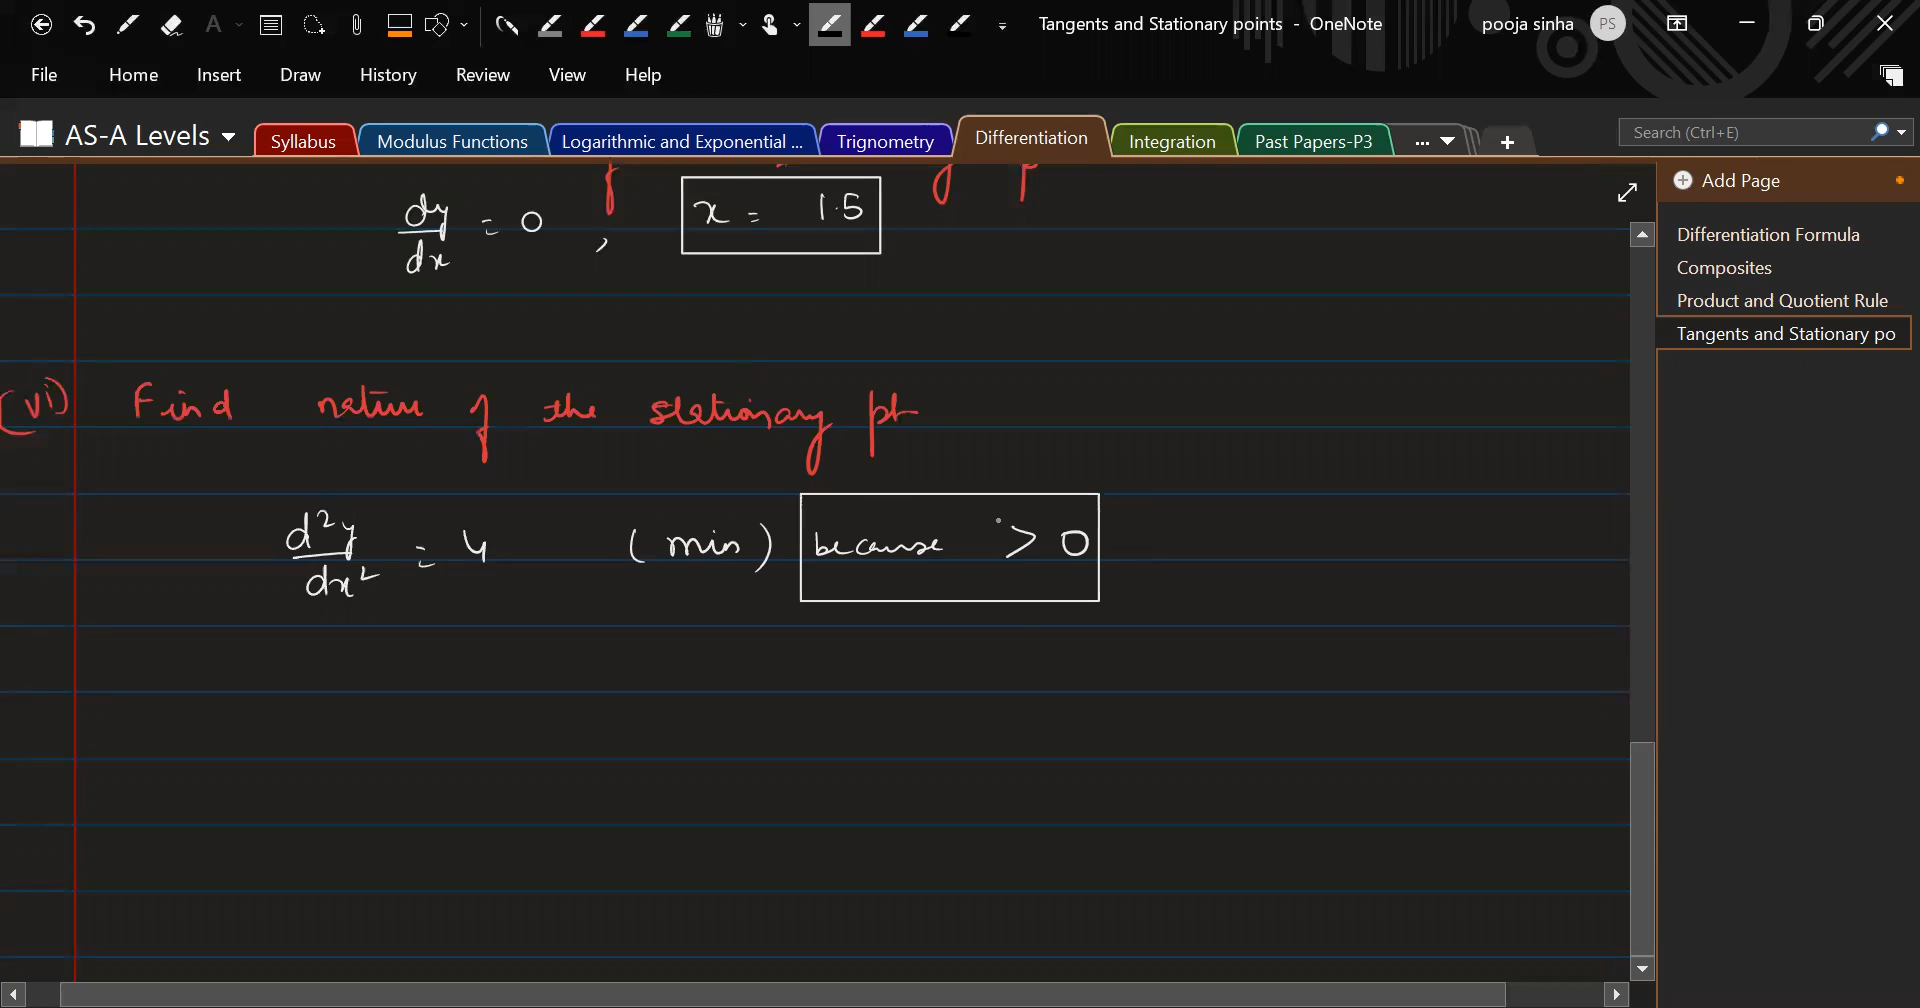 Tangents and Stationary points - OneNote
pooja sinha PS
File Home Insert Draw History Review View Help
AS-A Levels Syllabus Modulus Functions Logarithmic and Exponential ... Trignometry Differentiation Integration Past Papers-P3 ... + Search (Ctrl+E)
Add Page
Differentiation Formula
Composites
Product and Quotient Rule
Tangents and Stationary po
dy/dx = 0 , x = 1.5
(vi) Find nature of the stationary pt
d²y/dx² = 4 (min) because > 0